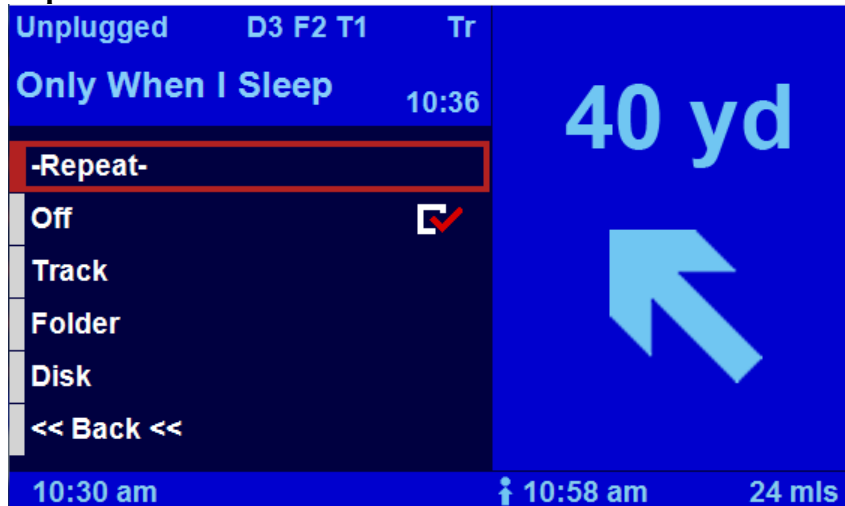 Unplugged D3 F2 T1 Tr
Only When I Sleep 10:36
40 yd
-Repeat-
Off
Track
Folder
Disk
<< Back <<
10:30 am 10:58 am 24 mls